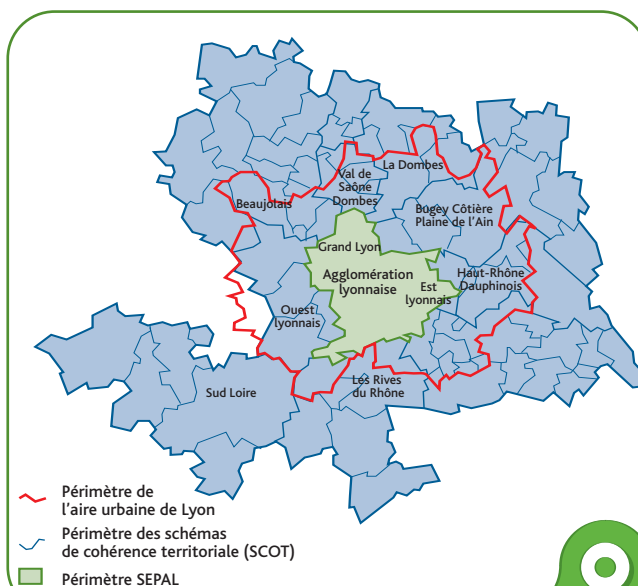 La Dombes
Val de
Saône
Dombes
Beaujolais
Bugey Côtière
Plaine de l'Ain
Grand Lyon
Agglomération
lyonnaise
Est
lyonnais
Haut-Rhône
Dauphinois
Ouest
lyonnais
Les Rives
du Rhône
Sud Loire
Périmètre de
l'aire urbaine de Lyon
Périmètre des schémas
de cohérence territoriale (SCOT)
Périmètre SEPAL